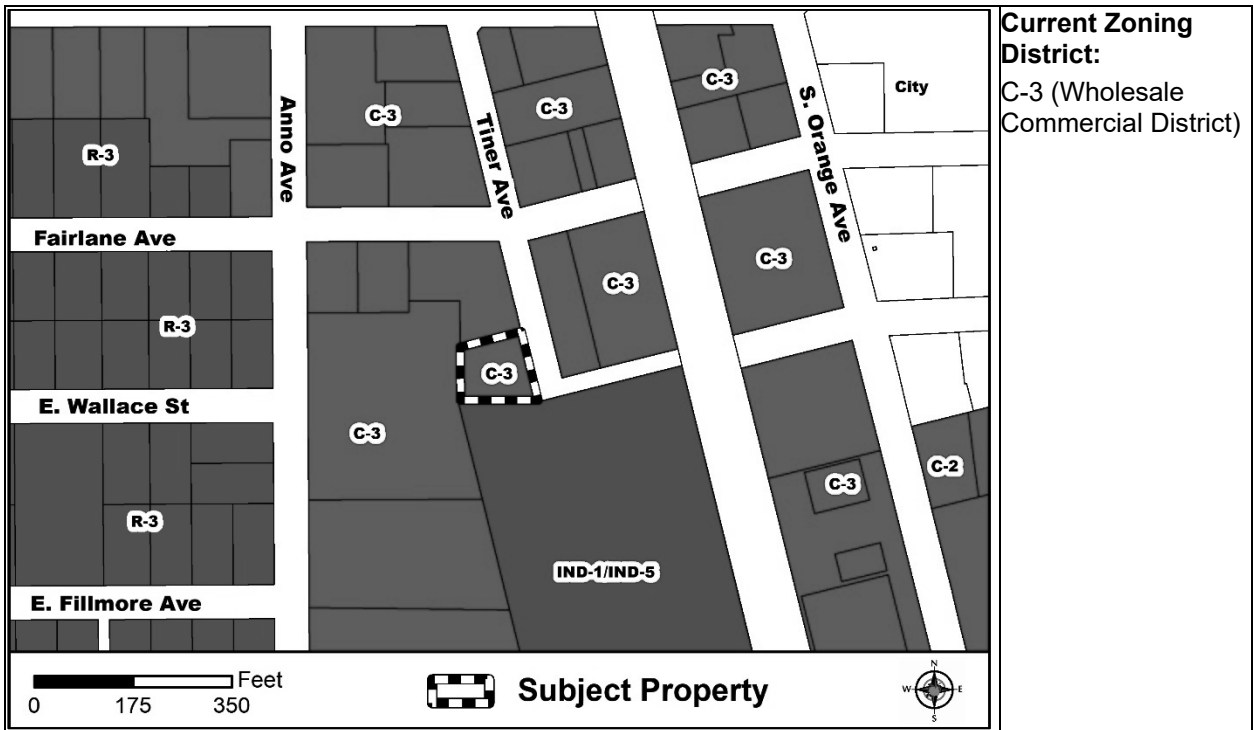 Current Zoning
District:
C-3 (Wholesale
Commercial District)
Anno Ave
Tiner Ave
S. Orange Ave
City
C-3
C-3
C-3
R-3
Fairlane Ave
C-3
C-3
R-3
C-3
E. Wallace St
C-3
C-2
C-3
R-3
IND-1/IND-5
E. Fillmore Ave
Feet
0 175 350
Subject Property
N
W E
S